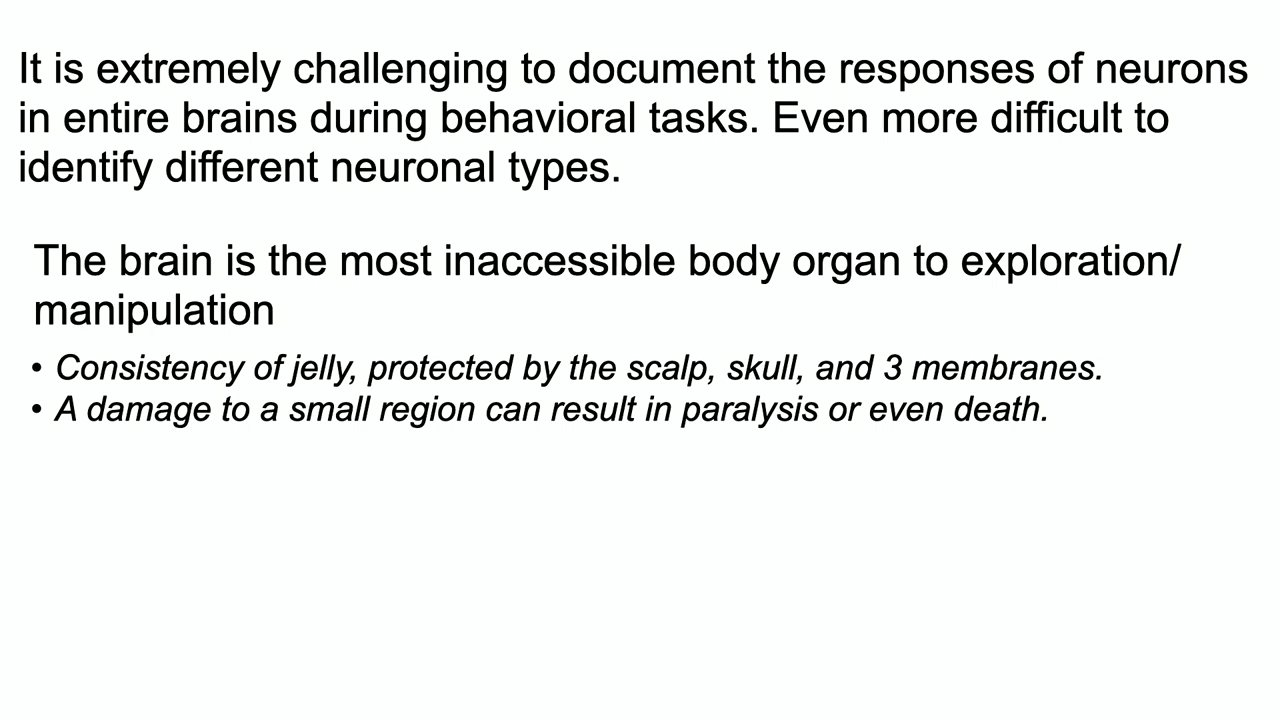 It is extremely challenging to document the responses of neurons
in entire brains during behavioral tasks. Even more difficult to
identify different neuronal types.
The brain is the most inaccessible body organ to exploration/
manipulation
• Consistency of jelly, protected by the scalp, skull, and 3 membranes.
• A damage to a small region can result in paralysis or even death.